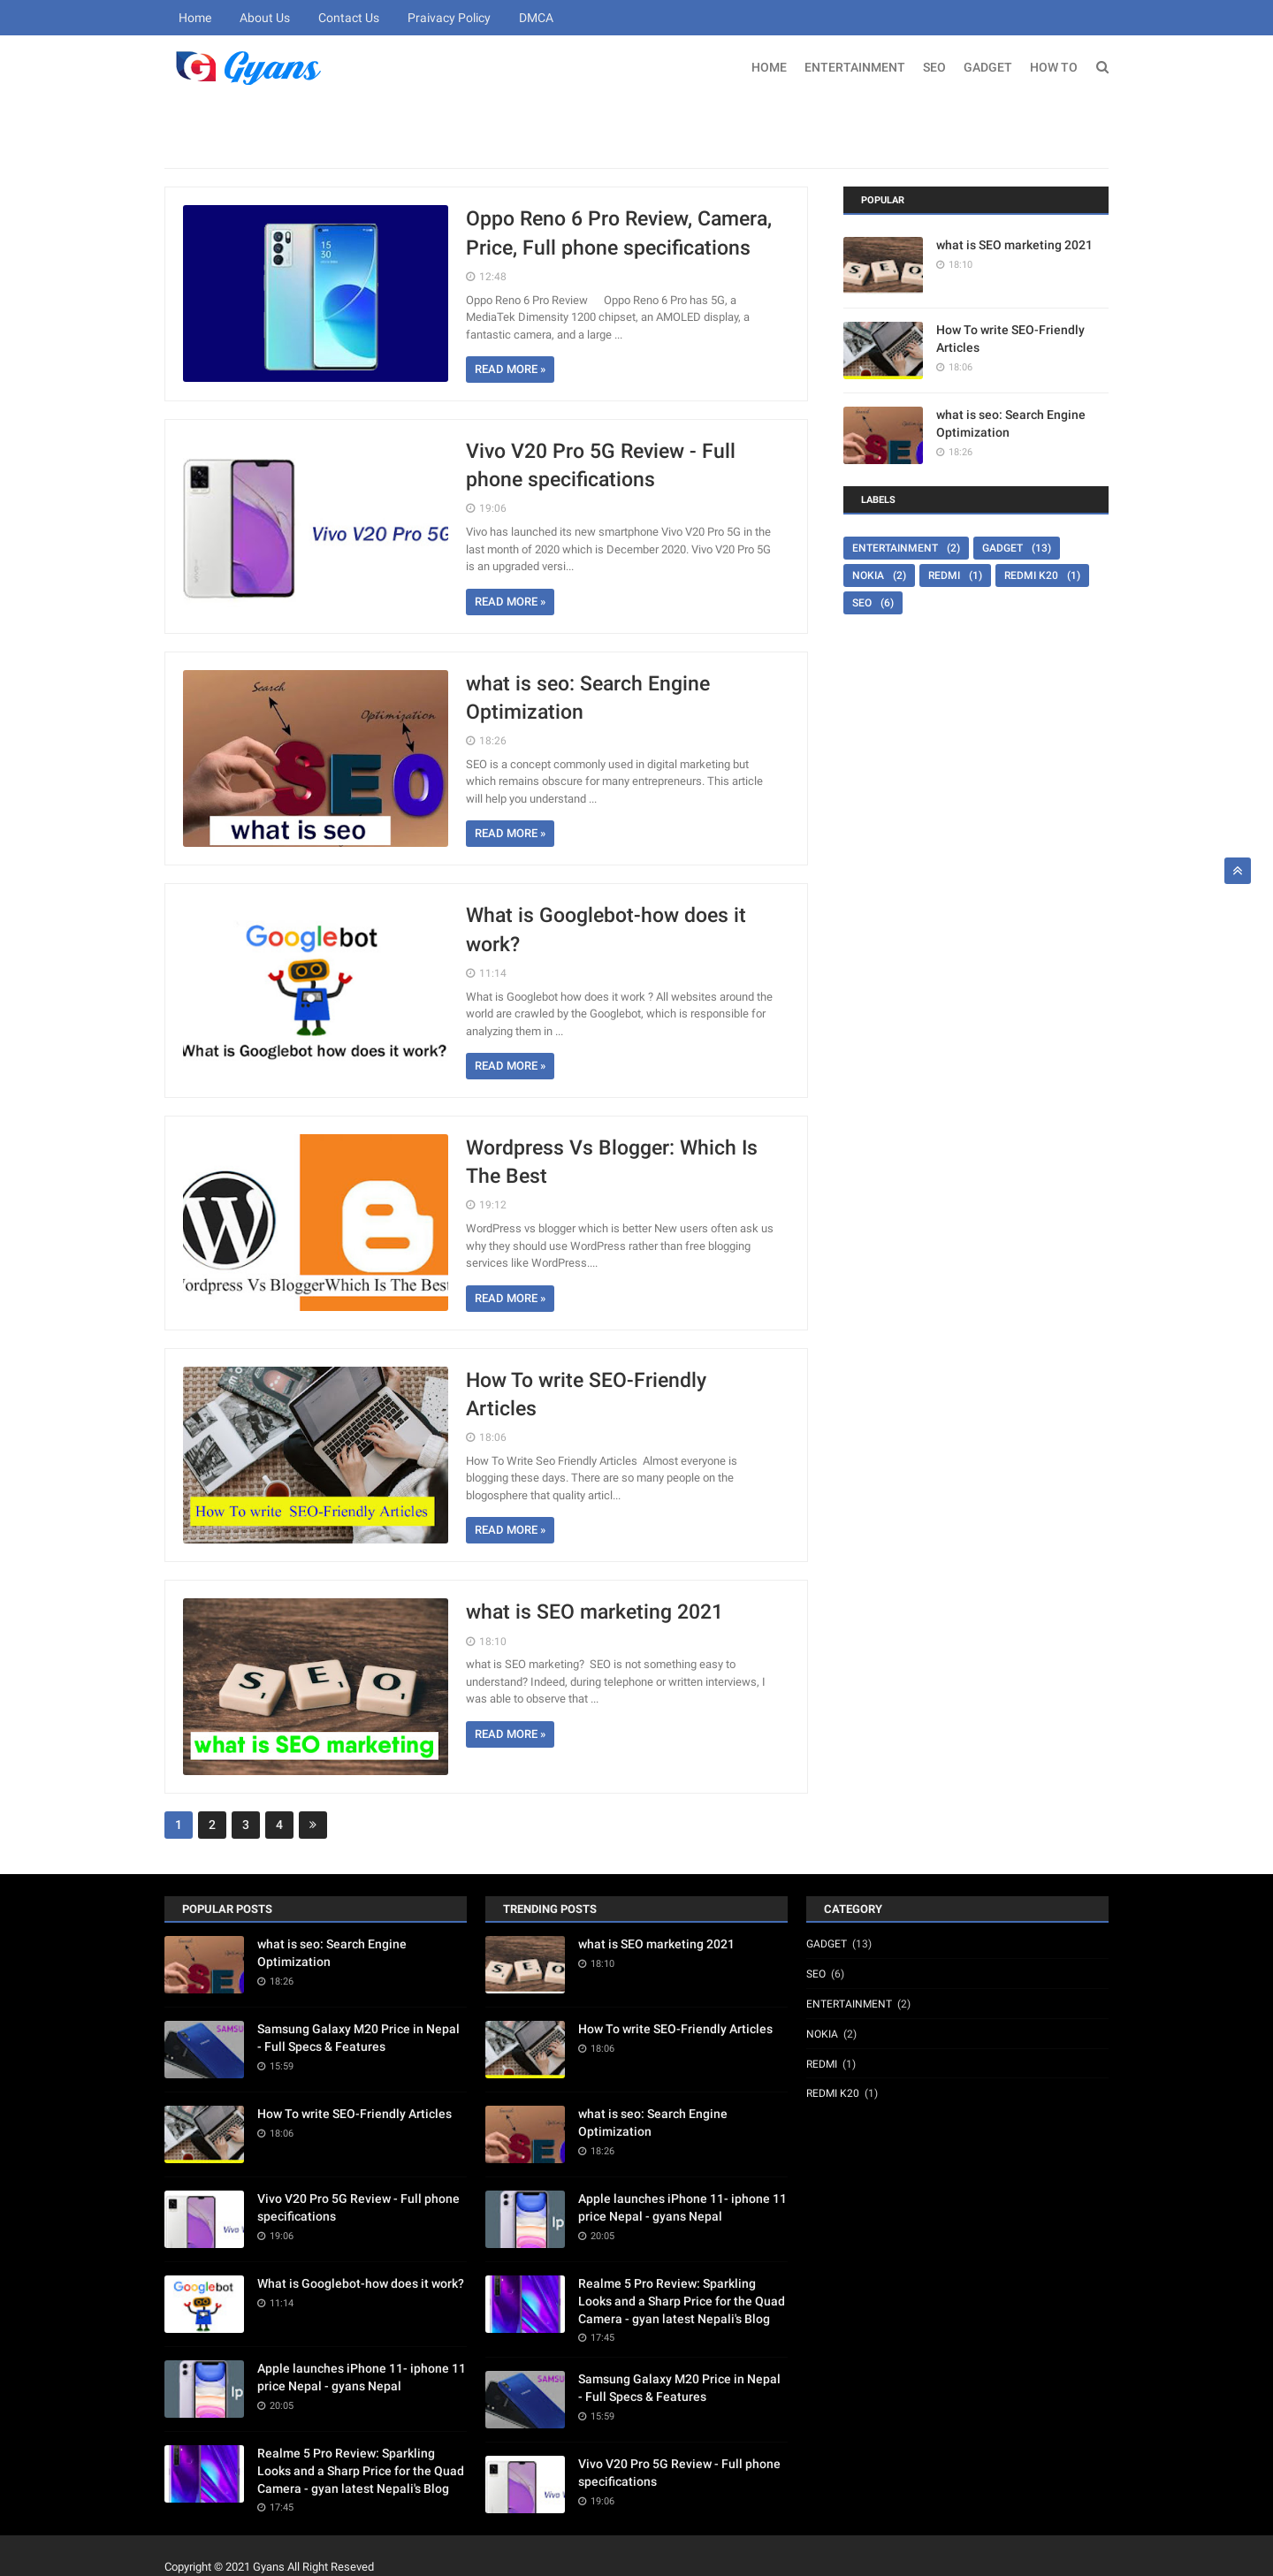 Home About Us Contact Us Praivacy Policy DMCA
G Gyans
HOME ENTERTAINMENT SEO GADGET HOW TO
15
30
Oppo Reno 6 Pro Review, Camera,
Price, Full phone specifications
12:48
Oppo Reno 6 Pro Review Oppo Reno 6 Pro has 5G, a
MediaTek Dimensity 1200 chipset, an AMOLED display, a
fantastic camera, and a large ...
READ MORE »
Vivo V20 Pro 5G
Vivo V20 Pro 5G Review - Full
phone specifications
19:06
Vivo has launched its new smartphone Vivo V20 Pro 5G in the
last month of 2020 which is December 2020. Vivo V20 Pro 5G
is an upgraded versi...
READ MORE »
Search
Optimization
SEO
what is seo
what is seo: Search Engine
Optimization
18:26
SEO is a concept commonly used in digital marketing but
which remains obscure for many entrepreneurs. This article
will help you understand ...
READ MORE »
Googlebot
What is Googlebot how does it work?
What is Googlebot-how does it
work?
11:14
What is Googlebot how does it work ? All websites around the
world are crawled by the Googlebot, which is responsible for
analyzing them in ...
READ MORE »
W B
ordpress Vs BloggerWhich Is The Best
Wordpress Vs Blogger: Which Is
The Best
19:12
WordPress vs blogger which is better New users often ask us
why they should use WordPress rather than free blogging
services like WordPress....
READ MORE »
How To write SEO-Friendly Articles
How To write SEO-Friendly
Articles
18:06
How To Write Seo Friendly Articles Almost everyone is
blogging these days. There are so many people on the
blogosphere that quality articl...
READ MORE »
S E O
what is SEO marketing
what is SEO marketing 2021
18:10
what is SEO marketing? SEO is not something easy to
understand? Indeed, during telephone or written interviews, I
was able to observe that ...
READ MORE »
1 2 3 4 »
POPULAR
S E O
what is SEO marketing 2021
18:10
How To write SEO-Friendly
Articles
18:06
SEO
what is seo: Search Engine
Optimization
18:26
LABELS
ENTERTAINMENT (2) GADGET (13)
NOKIA (2) REDMI (1) REDMI K20 (1)
SEO (6)
POPULAR POSTS
SEO
what is seo: Search Engine
Optimization
18:26
SAMSU
Samsung Galaxy M20 Price in Nepal
- Full Specs & Features
15:59
How To write SEO-Friendly Articles
18:06
Vivo V
Vivo V20 Pro 5G Review - Full phone
specifications
19:06
Googlebot
What is Googlebot-how does it work?
11:14
Ip
Apple launches iPhone 11- iphone 11
price Nepal - gyans Nepal
20:05
Realme 5 Pro Review: Sparkling
Looks and a Sharp Price for the Quad
Camera - gyan latest Nepali's Blog
17:45
TRENDING POSTS
S E O
what is SEO marketing 2021
18:10
How To write SEO-Friendly Articles
18:06
SEO
what is seo: Search Engine
Optimization
18:26
Ip
Apple launches iPhone 11- iphone 11
price Nepal - gyans Nepal
20:05
Realme 5 Pro Review: Sparkling
Looks and a Sharp Price for the Quad
Camera - gyan latest Nepali's Blog
17:45
SAMSU
Samsung Galaxy M20 Price in Nepal
- Full Specs & Features
15:59
Vivo V
Vivo V20 Pro 5G Review - Full phone
specifications
19:06
CATEGORY
GADGET (13)
SEO (6)
ENTERTAINMENT (2)
NOKIA (2)
REDMI (1)
REDMI K20 (1)
Copyright © 2021 Gyans All Right Reseved